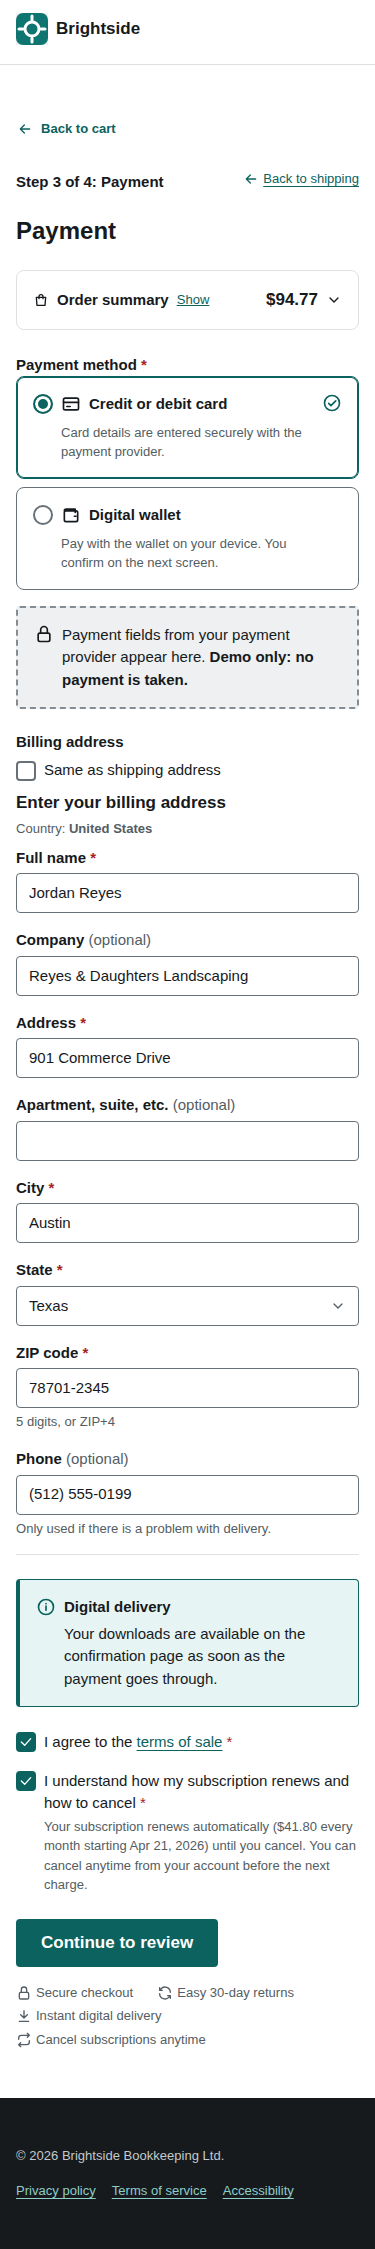 Brightside
Back to cart
Step 3 of 4: Payment
Back to shipping
Payment
Order summary Show $94.77
Payment method *
Credit or debit card
Card details are entered securely with the
payment provider.
Digital wallet
Pay with the wallet on your device. You
confirm on the next screen.
Payment fields from your payment
provider appear here. Demo only: no
payment is taken.
Billing address
Same as shipping address
Enter your billing address
Country: United States
Full name *
Jordan Reyes
Company (optional)
Reyes & Daughters Landscaping
Address *
901 Commerce Drive
Apartment, suite, etc. (optional)
City *
Austin
State *
Texas
ZIP code *
78701-2345
5 digits, or ZIP+4
Phone (optional)
(512) 555-0199
Only used if there is a problem with delivery.
Digital delivery
Your downloads are available on the
confirmation page as soon as the
payment goes through.
I agree to the terms of sale *
I understand how my subscription renews and
how to cancel *
Your subscription renews automatically ($41.80 every
month starting Apr 21, 2026) until you cancel. You can
cancel anytime from your account before the next
charge.
Continue to review
Secure checkout Easy 30-day returns
Instant digital delivery
Cancel subscriptions anytime
© 2026 Brightside Bookkeeping Ltd.
Privacy policy Terms of service Accessibility